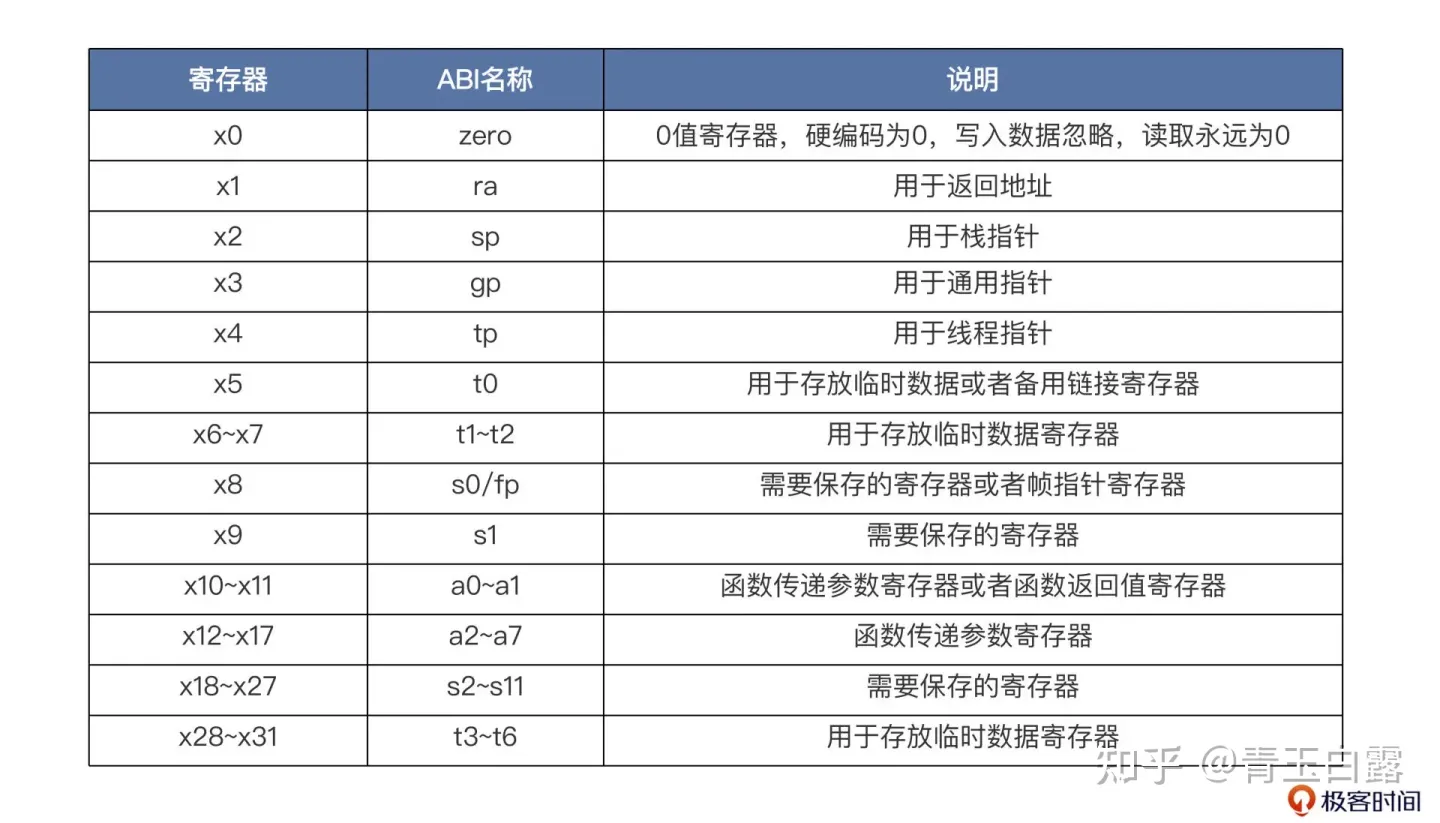 寄存器 ABI名称 说明
x0 zero 0值寄存器，硬编码为0，写入数据忽略，读取永远为0
x1 ra 用于返回地址
x2 sp 用于栈指针
x3 gp 用于通用指针
x4 tp 用于线程指针
x5 t0 用于存放临时数据或者备用链接寄存器
x6~x7 t1~t2 用于存放临时数据寄存器
x8 s0/fp 需要保存的寄存器或者帧指针寄存器
x9 s1 需要保存的寄存器
x10~x11 a0~a1 函数传递参数寄存器或者函数返回值寄存器
x12~x17 a2~a7 函数传递参数寄存器
x18~x27 s2~s11 需要保存的寄存器
x28~x31 t3~t6 用于存放临时数据寄存器
知乎 @青玉白露
极客时间